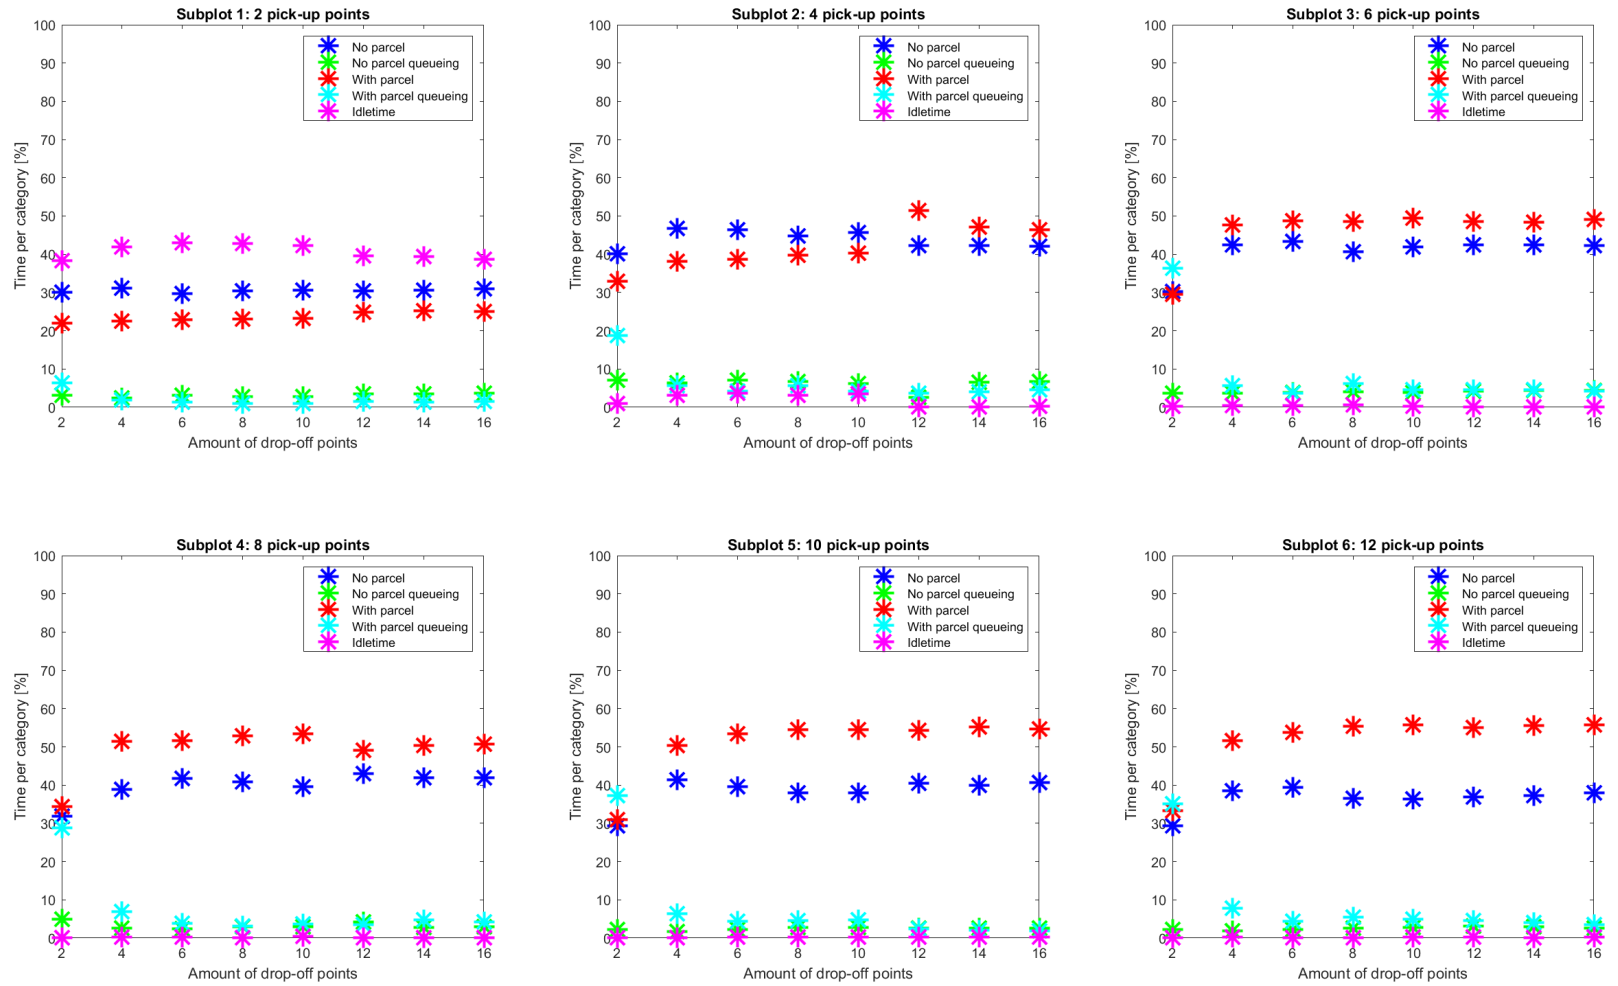 Subplot 1: 2 pick-up points
100
90
80
70
60
50
40
30
20
10
0
Time per category [%]
No parcel
No parcel queueing
With parcel
With parcel queueing
Idletime
2 4 6 8 10 12 14 16
Amount of drop-off points
Subplot 2: 4 pick-up points
100
90
80
70
60
50
40
30
20
10
0
Time per category [%]
No parcel
No parcel queueing
With parcel
With parcel queueing
Idletime
2 4 6 8 10 12 14 16
Amount of drop-off points
Subplot 3: 6 pick-up points
100
90
80
70
60
50
40
30
20
10
0
Time per category [%]
No parcel
No parcel queueing
With parcel
With parcel queueing
Idletime
2 4 6 8 10 12 14 16
Amount of drop-off points
Subplot 4: 8 pick-up points
100
90
80
70
60
50
40
30
20
10
0
Time per category [%]
No parcel
No parcel queueing
With parcel
With parcel queueing
Idletime
2 4 6 8 10 12 14 16
Amount of drop-off points
Subplot 5: 10 pick-up points
100
90
80
70
60
50
40
30
20
10
0
Time per category [%]
No parcel
No parcel queueing
With parcel
With parcel queueing
Idletime
2 4 6 8 10 12 14 16
Amount of drop-off points
Subplot 6: 12 pick-up points
100
90
80
70
60
50
40
30
20
10
0
Time per category [%]
No parcel
No parcel queueing
With parcel
With parcel queueing
Idletime
2 4 6 8 10 12 14 16
Amount of drop-off points